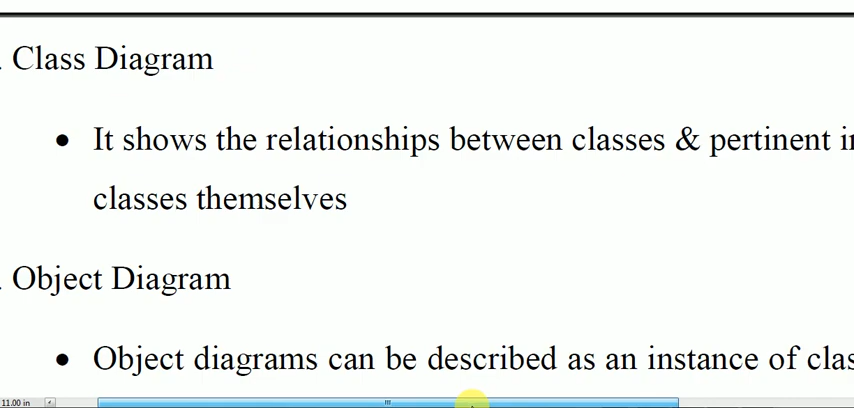 . Class Diagram
• It shows the relationships between classes & pertinent
classes themselves
. Object Diagram
• Object diagrams can be described as an instance of
11.00 in